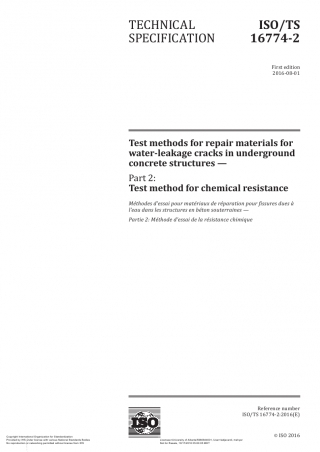 TECHNICAL
SPECIFICATION
ISO/TS
16774-2
First edition
2016-08-01
Test methods for repair materials for
water-leakage cracks in underground
concrete structures —
Part 2:
Test method for chemical resistance
Méthodes d'essai pour matériaux de réparation pour fissures dues à
l'eau dans les structures en béton souterraines —
Partie 2: Méthode d'essai de la résistance chimique
Reference number
ISO/TS 16774-2:2016(E)
ISO
© ISO 2016